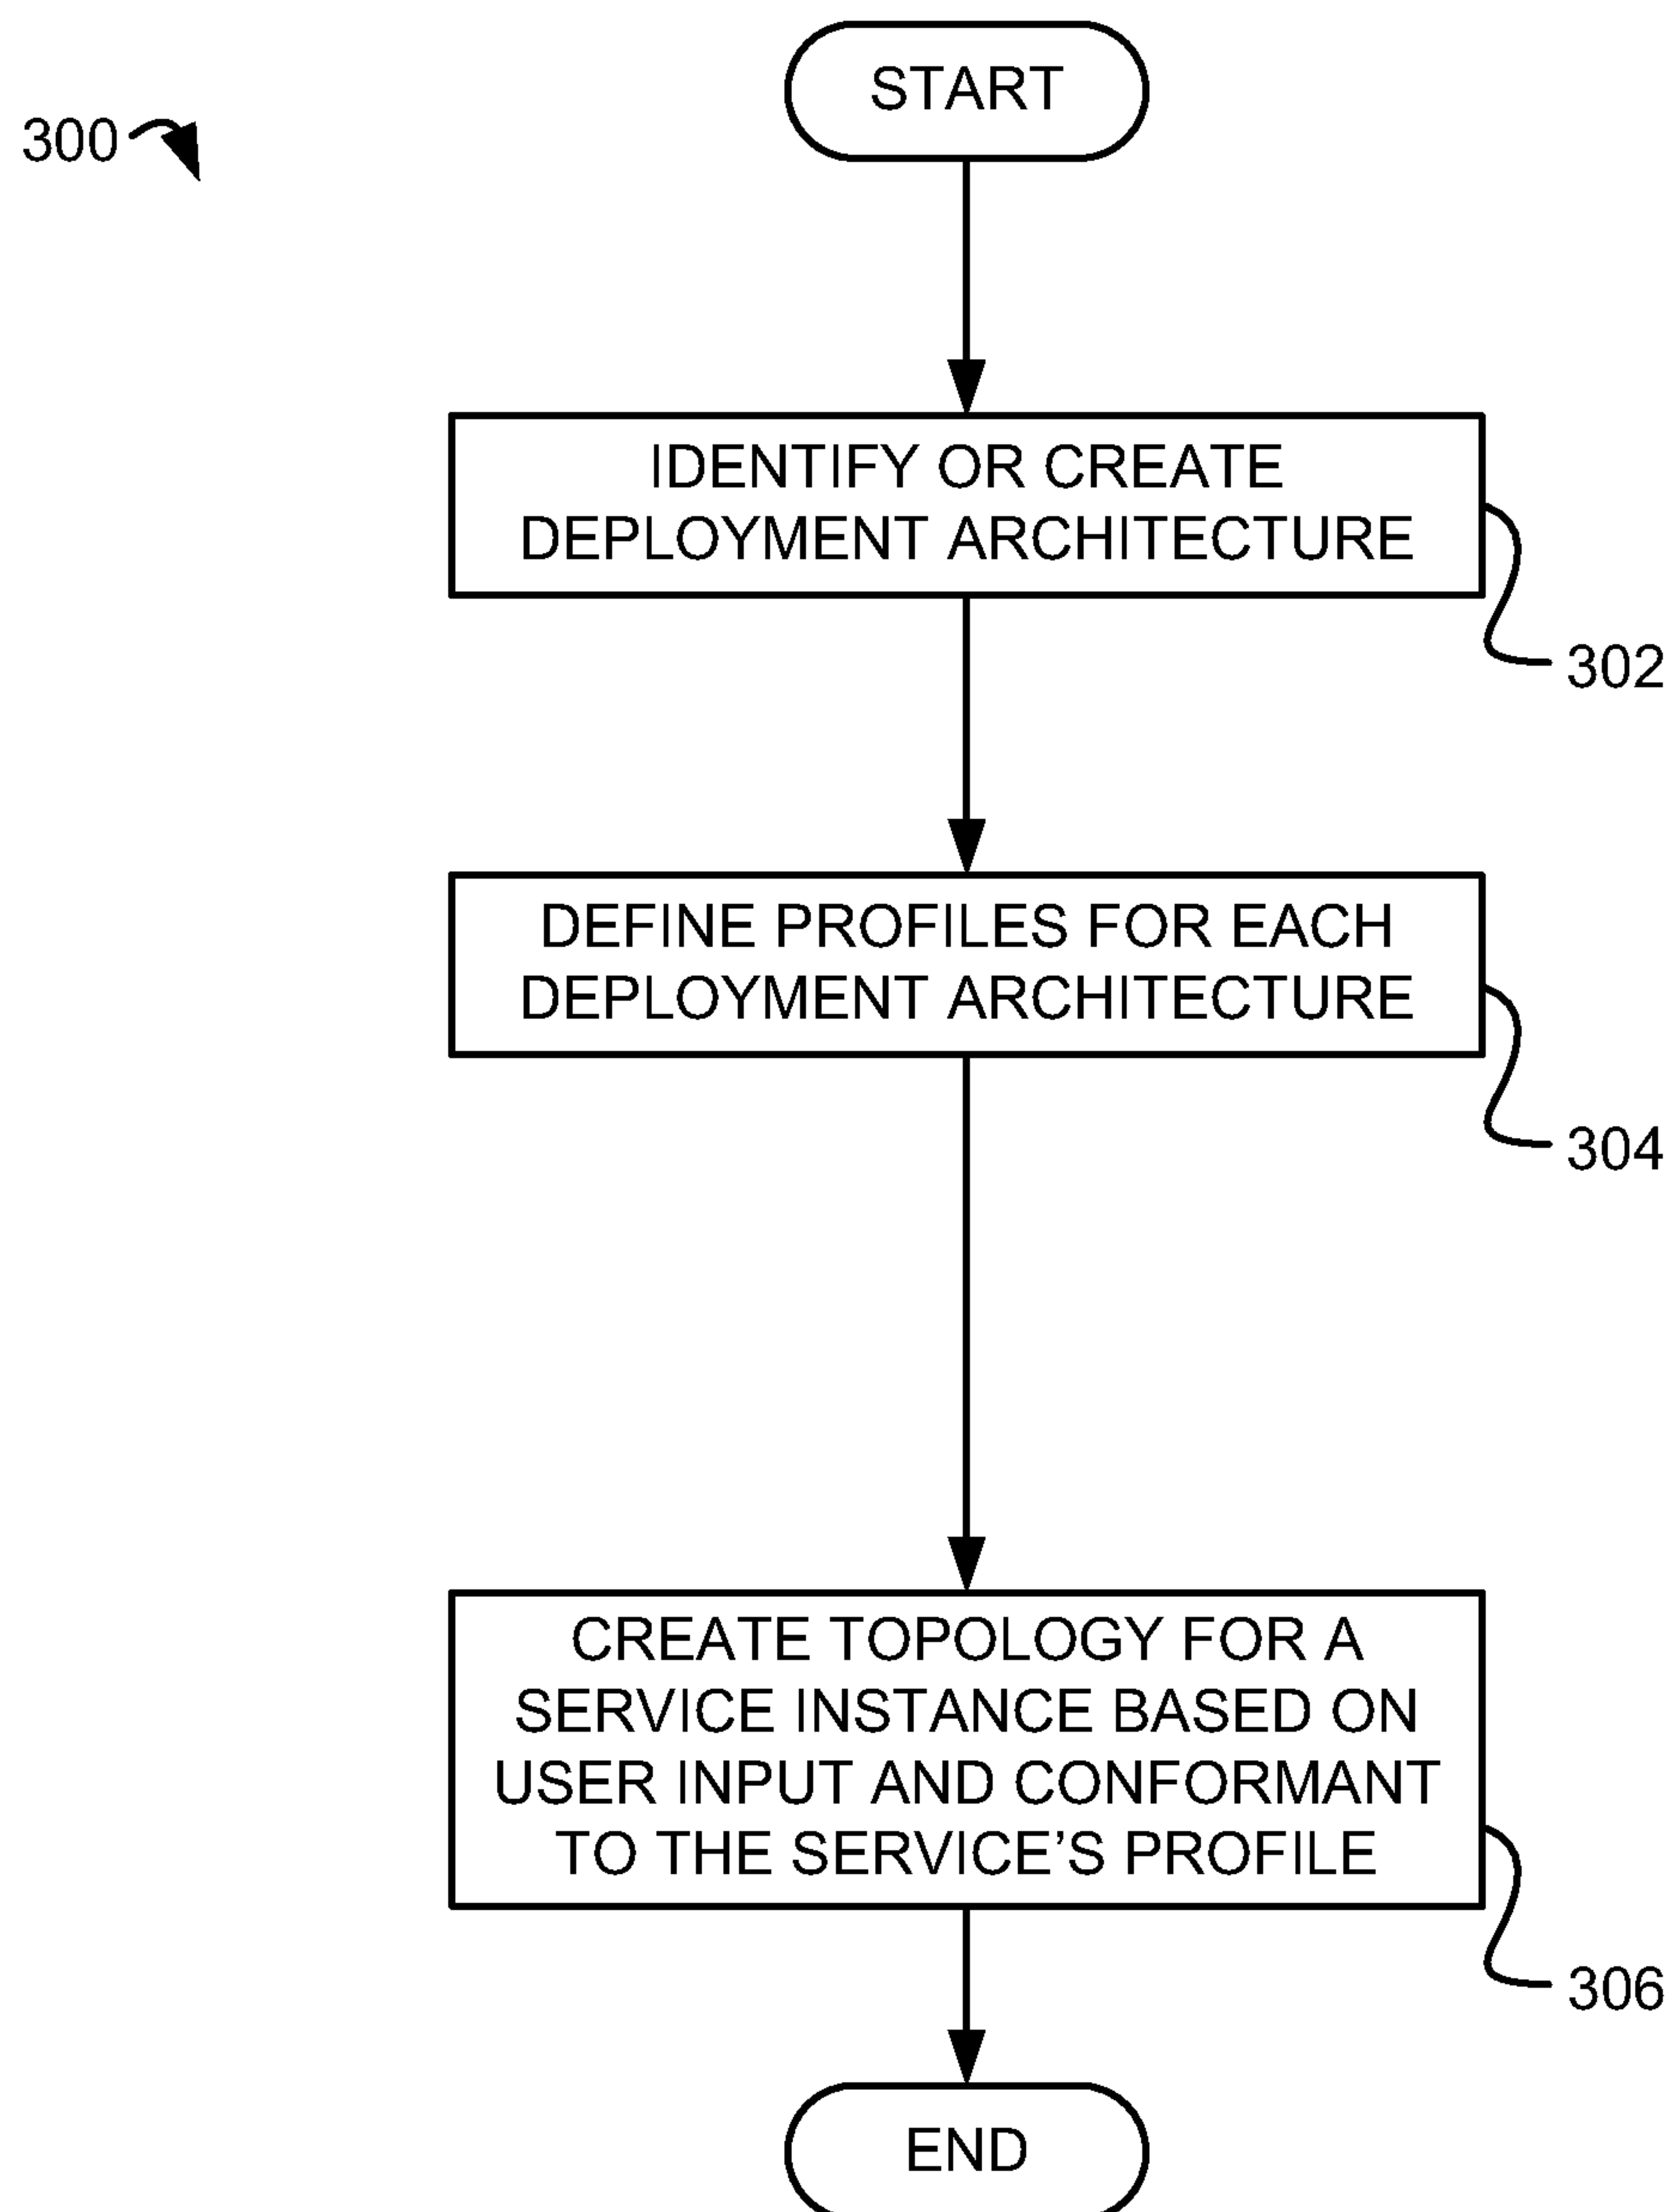 START
300
IDENTIFY OR CREATE
DEPLOYMENT ARCHITECTURE
302
DEFINE PROFILES FOR EACH
DEPLOYMENT ARCHITECTURE
304
CREATE TOPOLOGY FOR A
SERVICE INSTANCE BASED ON
USER INPUT AND CONFORMANT
TO THE SERVICE’S PROFILE
306
END